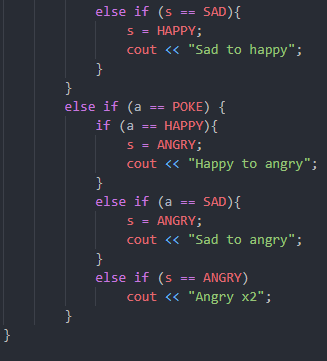 else if (s == SAD){
s = HAPPY;
cout << "Sad to happy";
}
}
else if (a == POKE) {
if (a == HAPPY){
s = ANGRY;
cout << "Happy to angry";
}
else if (a == SAD){
s = ANGRY;
cout << "Sad to angry";
}
else if (s == ANGRY)
cout << "Angry x2";
}
}